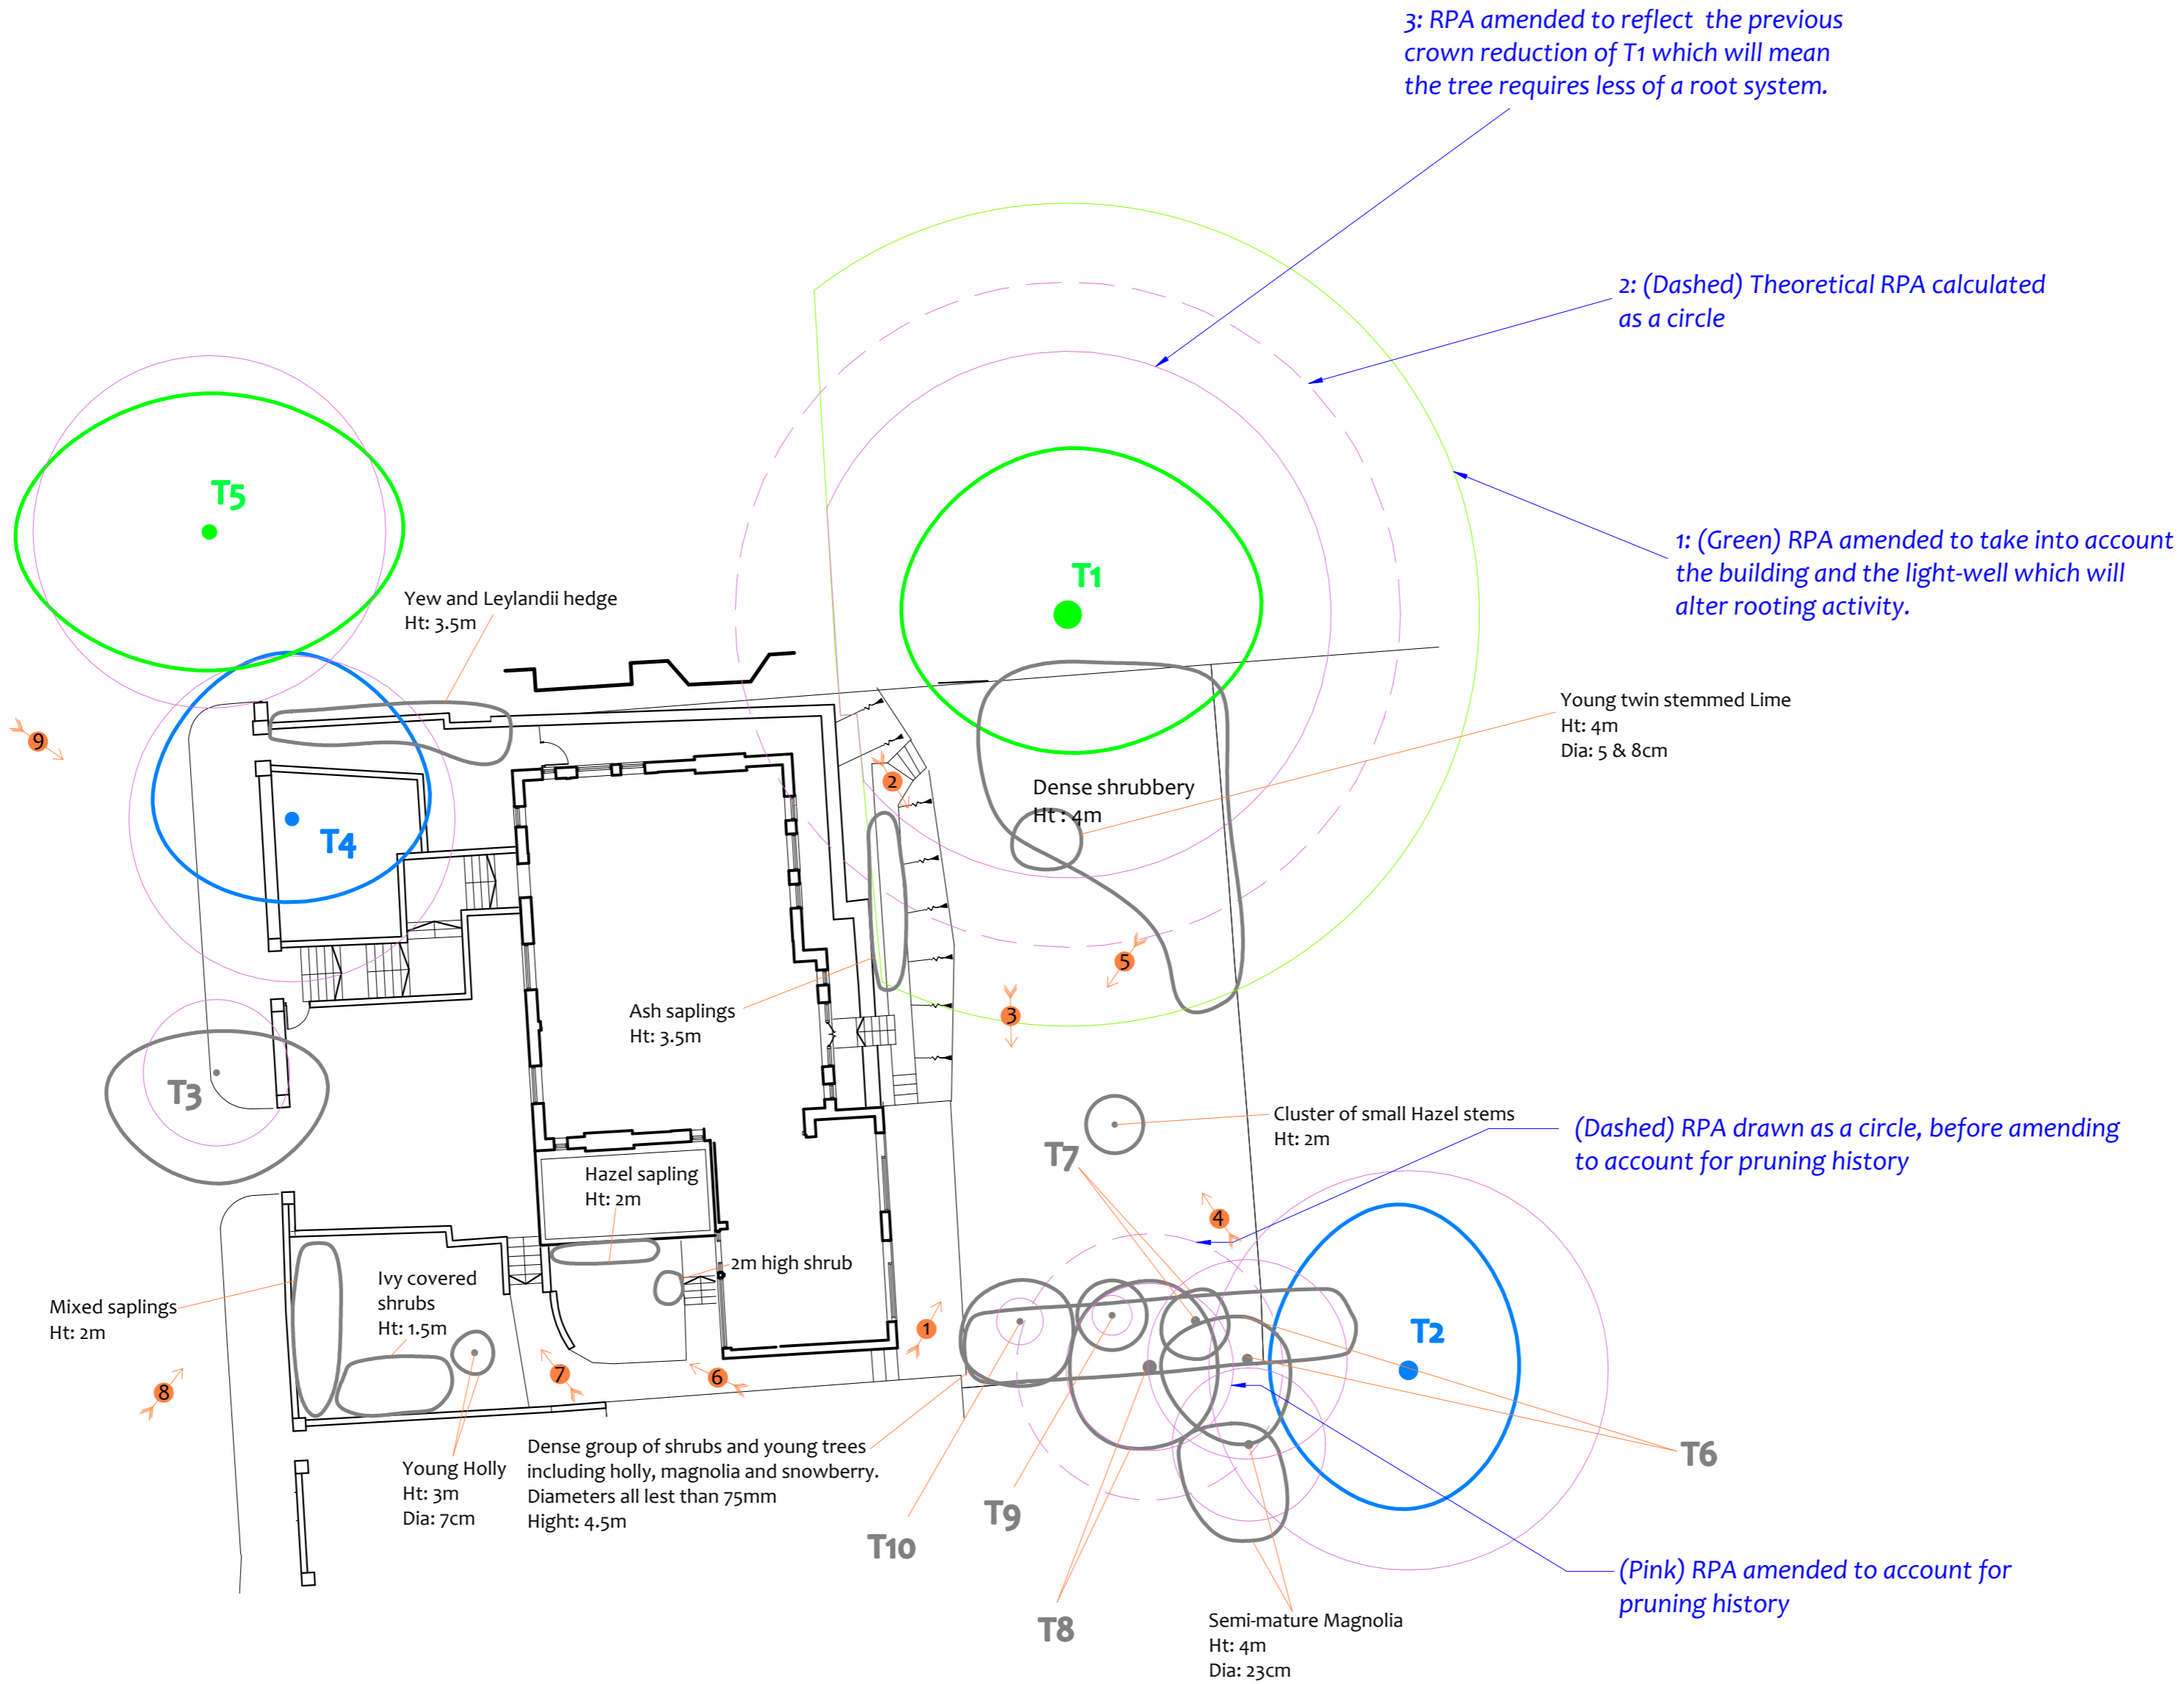 3: RPA amended to reflect the previous
crown reduction of T1 which will mean
the tree requires less of a root system.
2: (Dashed) Theoretical RPA calculated
as a circle
1: (Green) RPA amended to take into account
the building and the light-well which will
alter rooting activity.
T5
T1
Yew and Leylandii hedge
Ht: 3.5m
Young twin stemmed Lime
Ht: 4m
Dia: 5 & 8cm
9
2
Dense shrubbery
Ht : 4m
T4
5
Ash saplings
Ht: 3.5m
3
T3
Cluster of small Hazel stems
Ht: 2m
(Dashed) RPA drawn as a circle, before amending
to account for pruning history
T7
Hazel sapling
Ht: 2m
4
2m high shrub
Ivy covered
shrubs
Ht: 1.5m
Mixed saplings
Ht: 2m
1
T2
7
6
8
Dense group of shrubs and young trees
including holly, magnolia and snowberry.
Diameters all lest than 75mm
Hight: 4.5m
Young Holly
Ht: 3m
Dia: 7cm
T6
T9
T10
(Pink) RPA amended to account for
pruning history
T8
Semi-mature Magnolia
Ht: 4m
Dia: 23cm